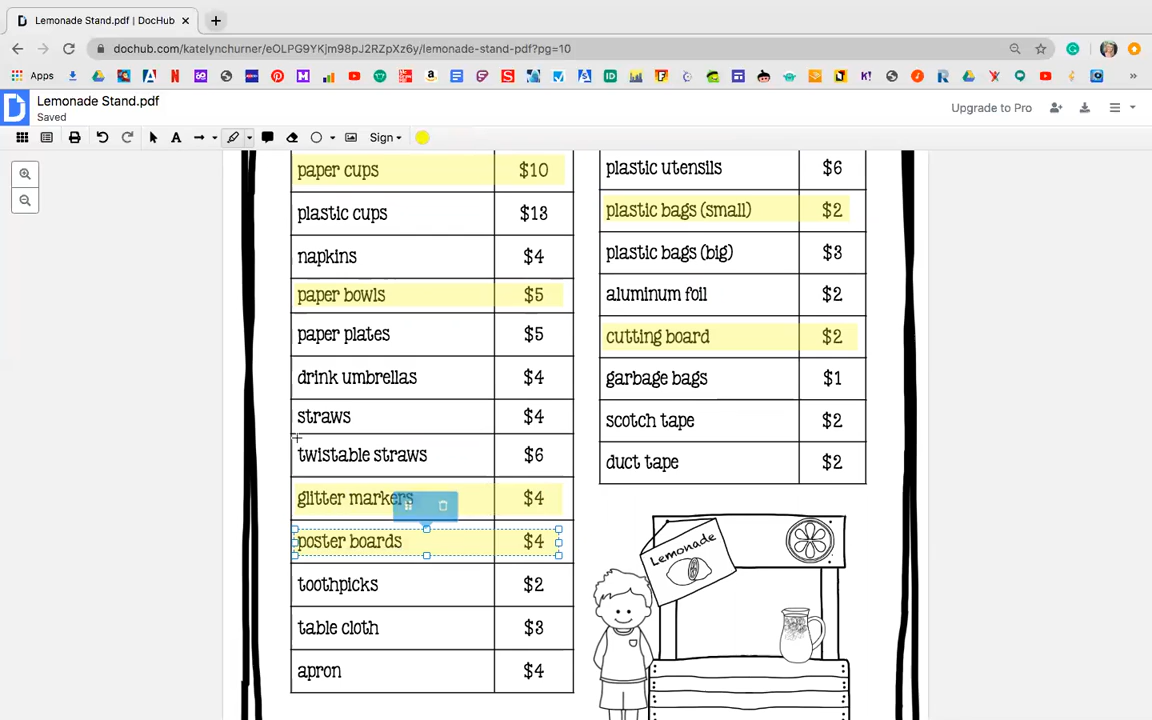 Lemonade Stand.pdf | DocHub
dochub.com/katelynchurner/eOLPG9YKjm98pJ2RZpXz6y/lemonade-stand-pdf?pg=10
Apps
Lemonade Stand.pdf
Saved
Upgrade to Pro
Sign
paper cups $10
plastic cups $13
napkins $4
paper bowls $5
paper plates $5
drink umbrellas $4
straws $4
twistable straws $6
glitter markers $4
poster boards $4
toothpicks $2
table cloth $3
apron $4
plastic utensils $6
plastic bags (small) $2
plastic bags (big) $3
aluminum foil $2
cutting board $2
garbage bags $1
scotch tape $2
duct tape $2
Lemonade